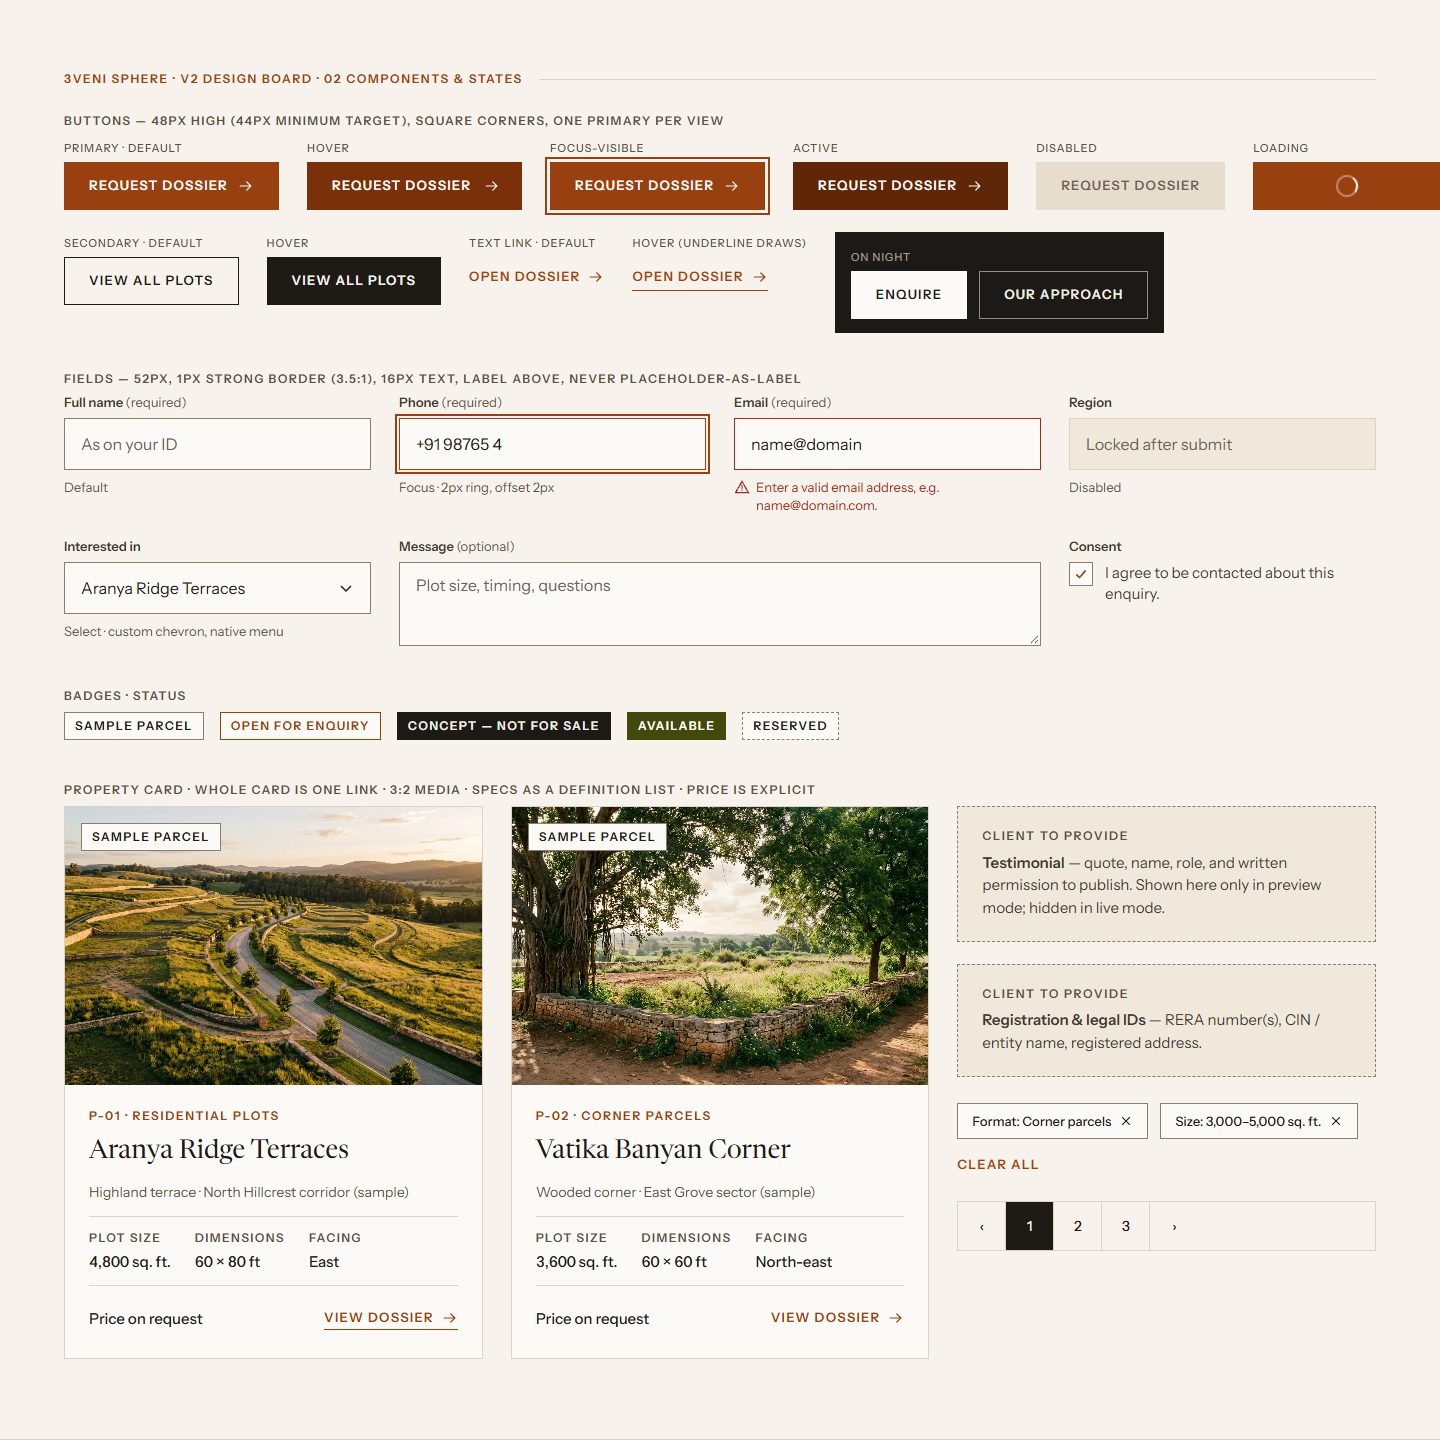 3VENI SPHERE · V2 DESIGN BOARD · 02 COMPONENTS & STATES
BUTTONS — 48PX HIGH (44PX MINIMUM TARGET), SQUARE CORNERS, ONE PRIMARY PER VIEW
PRIMARY · DEFAULT
HOVER
FOCUS-VISIBLE
ACTIVE
DISABLED
LOADING
REQUEST DOSSIER →
REQUEST DOSSIER →
REQUEST DOSSIER →
REQUEST DOSSIER →
REQUEST DOSSIER
SECONDARY · DEFAULT
HOVER
TEXT LINK · DEFAULT
HOVER (UNDERLINE DRAWS)
ON NIGHT
VIEW ALL PLOTS
VIEW ALL PLOTS
OPEN DOSSIER →
OPEN DOSSIER →
ENQUIRE
OUR APPROACH
FIELDS — 52PX, 1PX STRONG BORDER (3.5:1), 16PX TEXT, LABEL ABOVE, NEVER PLACEHOLDER-AS-LABEL
Full name (required)
Phone (required)
Email (required)
Region
As on your ID
+91 98765 4
name@domain
Locked after submit
Default
Focus · 2px ring, offset 2px
Enter a valid email address, e.g.
name@domain.com.
Disabled
Interested in
Message (optional)
Consent
Aranya Ridge Terraces
Plot size, timing, questions
I agree to be contacted about this
enquiry.
Select · custom chevron, native menu
BADGES · STATUS
SAMPLE PARCEL
OPEN FOR ENQUIRY
CONCEPT — NOT FOR SALE
AVAILABLE
RESERVED
PROPERTY CARD · WHOLE CARD IS ONE LINK · 3:2 MEDIA · SPECS AS A DEFINITION LIST · PRICE IS EXPLICIT
SAMPLE PARCEL
P-01 · RESIDENTIAL PLOTS
Aranya Ridge Terraces
Highland terrace · North Hillcrest corridor (sample)
PLOT SIZE DIMENSIONS FACING
4,800 sq. ft. 60 × 80 ft East
Price on request
VIEW DOSSIER →
SAMPLE PARCEL
P-02 · CORNER PARCELS
Vatika Banyan Corner
Wooded corner · East Grove sector (sample)
PLOT SIZE DIMENSIONS FACING
3,600 sq. ft. 60 × 60 ft North-east
Price on request
VIEW DOSSIER →
CLIENT TO PROVIDE
Testimonial — quote, name, role, and written
permission to publish. Shown here only in preview
mode; hidden in live mode.
CLIENT TO PROVIDE
Registration & legal IDs — RERA number(s), CIN /
entity name, registered address.
Format: Corner parcels ×
Size: 3,000–5,000 sq. ft. ×
CLEAR ALL
‹ 1 2 3 ›